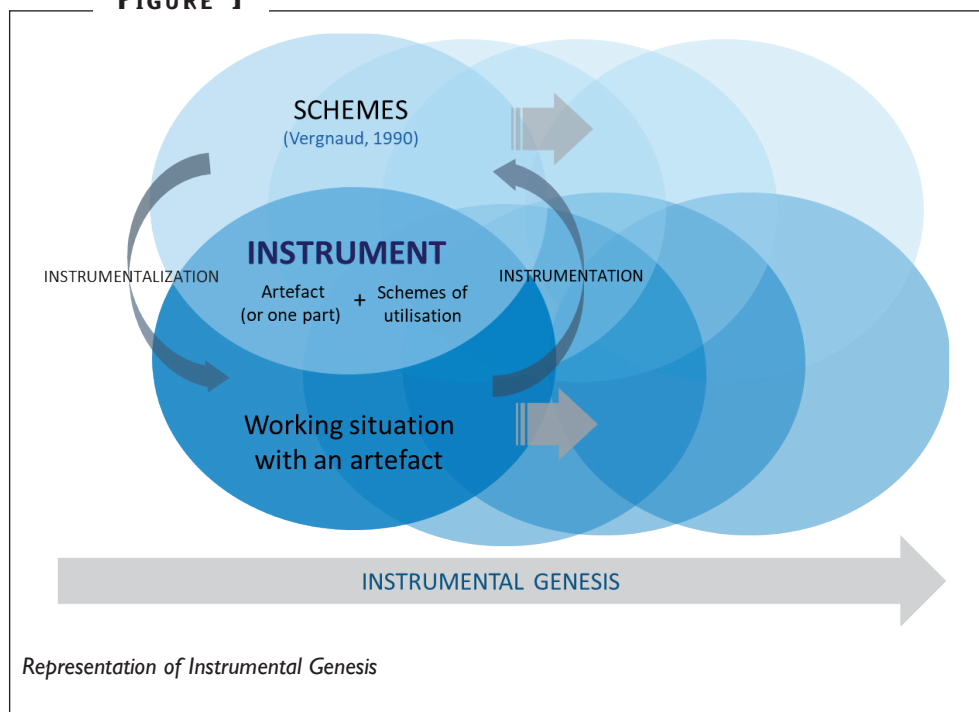 FIGURE 1
SCHEMES
(Vergnaud, 1990)
INSTRUMENT
INSTRUMENTALIZATION
Artefact
(or one part)
+
Schemes of
utilisation
INSTRUMENTATION
Working situation
with an artefact
INSTRUMENTAL GENESIS
Representation of Instrumental Genesis